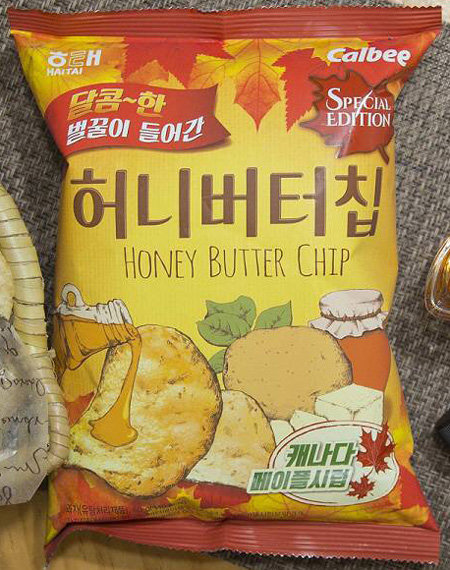 해태
HAITAI
Calbee
SPECIAL
EDITION
달콤~한
벌꿀이 들어간
허니버터칩
HONEY BUTTER CHIP
캐나다
메이플시럽